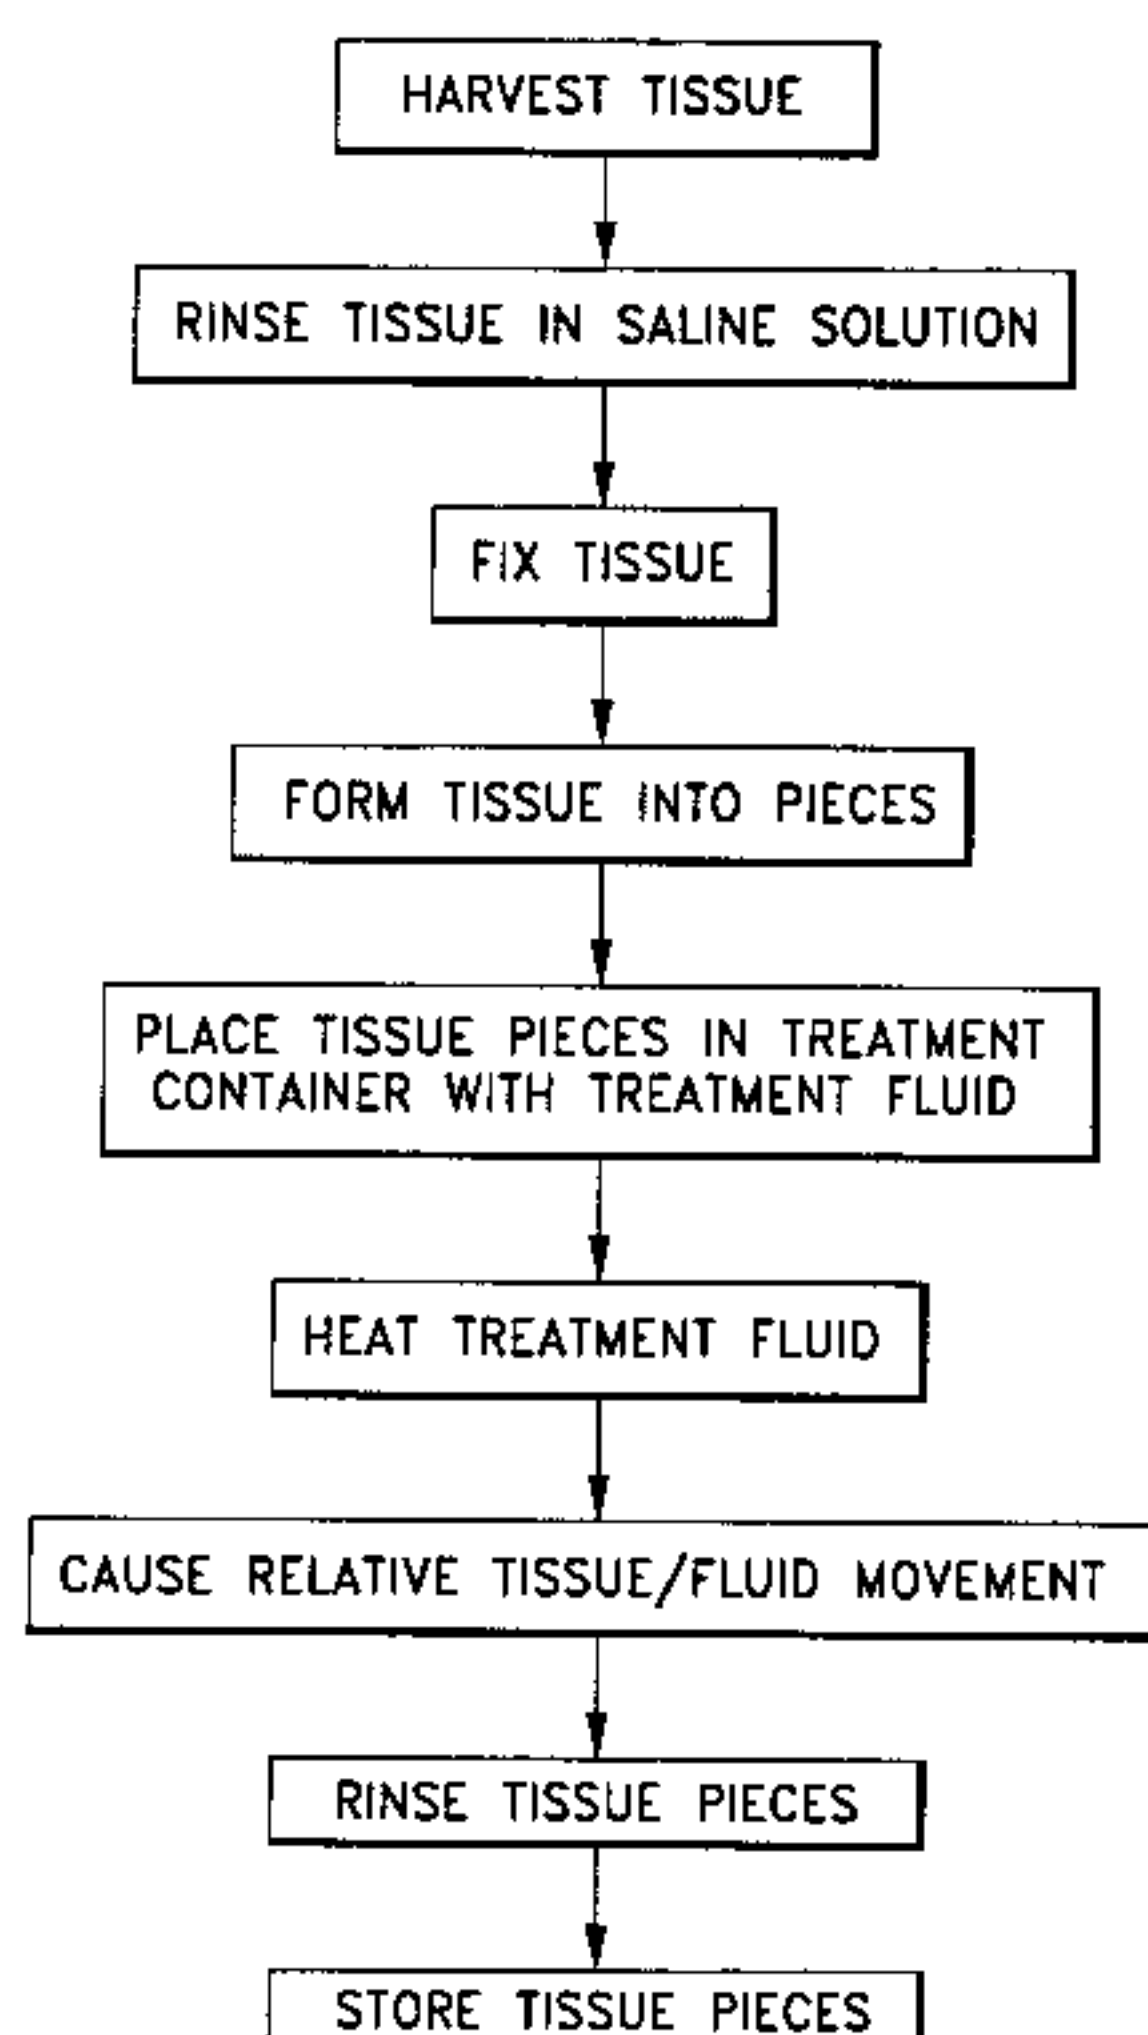 HARVEST TISSUE
RINSE TISSUE IN SALINE SOLUTION
FIX TISSUE
FORM TISSUE INTO PIECES
PLACE TISSUE PIECES IN TREATMENT
CONTAINER WITH TREATMENT FLUID
HEAT TREATMENT FLUID
CAUSE RELATIVE TISSUE/FLUID MOVEMENT
RINSE TISSUE PIECES
STORE TISSUE PIECES